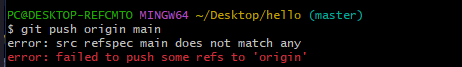 PC@DESKTOP-REFCMTO MINGW64 ~/Desktop/hello (master)
$ git push origin main
error: src refspec main does not match any
error: failed to push some refs to 'origin'